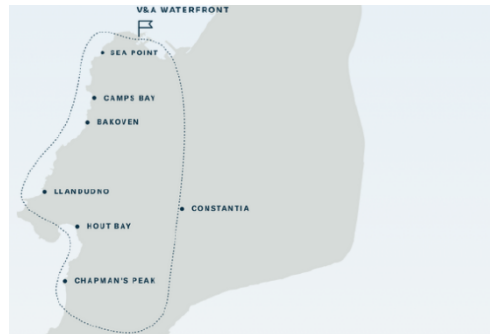 V&A WATERFRONT
SEA POINT
CAMPS BAY
BAKOVEN
LLANDUDNO
CONSTANTIA
HOUT BAY
CHAPMAN'S PEAK